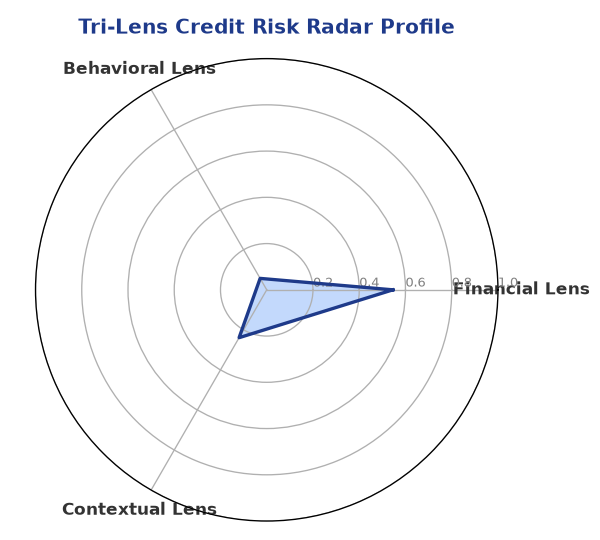 Tri-Lens Credit Risk Radar Profile
Behavioral Lens
0.2 0.4 0.6 0.8 1.0
Financial Lens
Contextual Lens